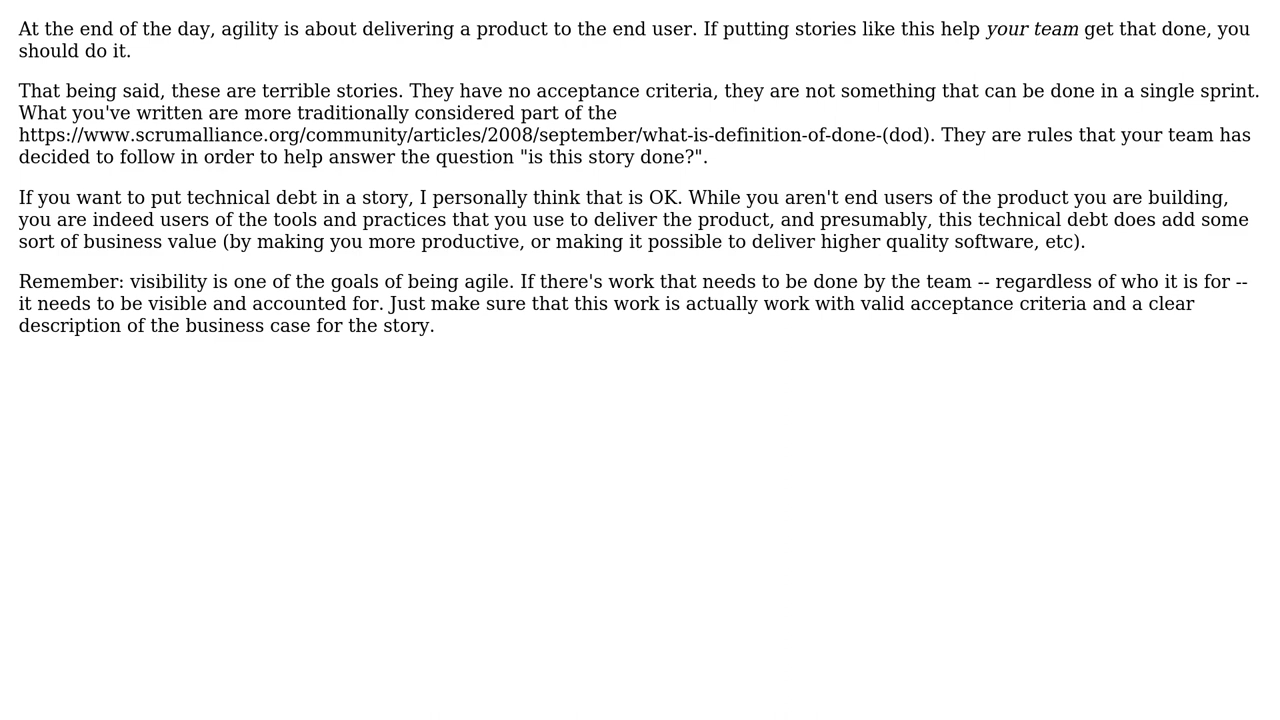 At the end of the day, agility is about delivering a product to the end user. If putting stories like this help your team get that done, you
should do it.
That being said, these are terrible stories. They have no acceptance criteria, they are not something that can be done in a single sprint.
What you've written are more traditionally considered part of the
https://www.scrumalliance.org/community/articles/2008/september/what-is-definition-of-done-(dod). They are rules that your team has
decided to follow in order to help answer the question "is this story done?".
If you want to put technical debt in a story, I personally think that is OK. While you aren't end users of the product you are building,
you are indeed users of the tools and practices that you use to deliver the product, and presumably, this technical debt does add some
sort of business value (by making you more productive, or making it possible to deliver higher quality software, etc).
Remember: visibility is one of the goals of being agile. If there's work that needs to be done by the team -- regardless of who it is for --
it needs to be visible and accounted for. Just make sure that this work is actually work with valid acceptance criteria and a clear
description of the business case for the story.